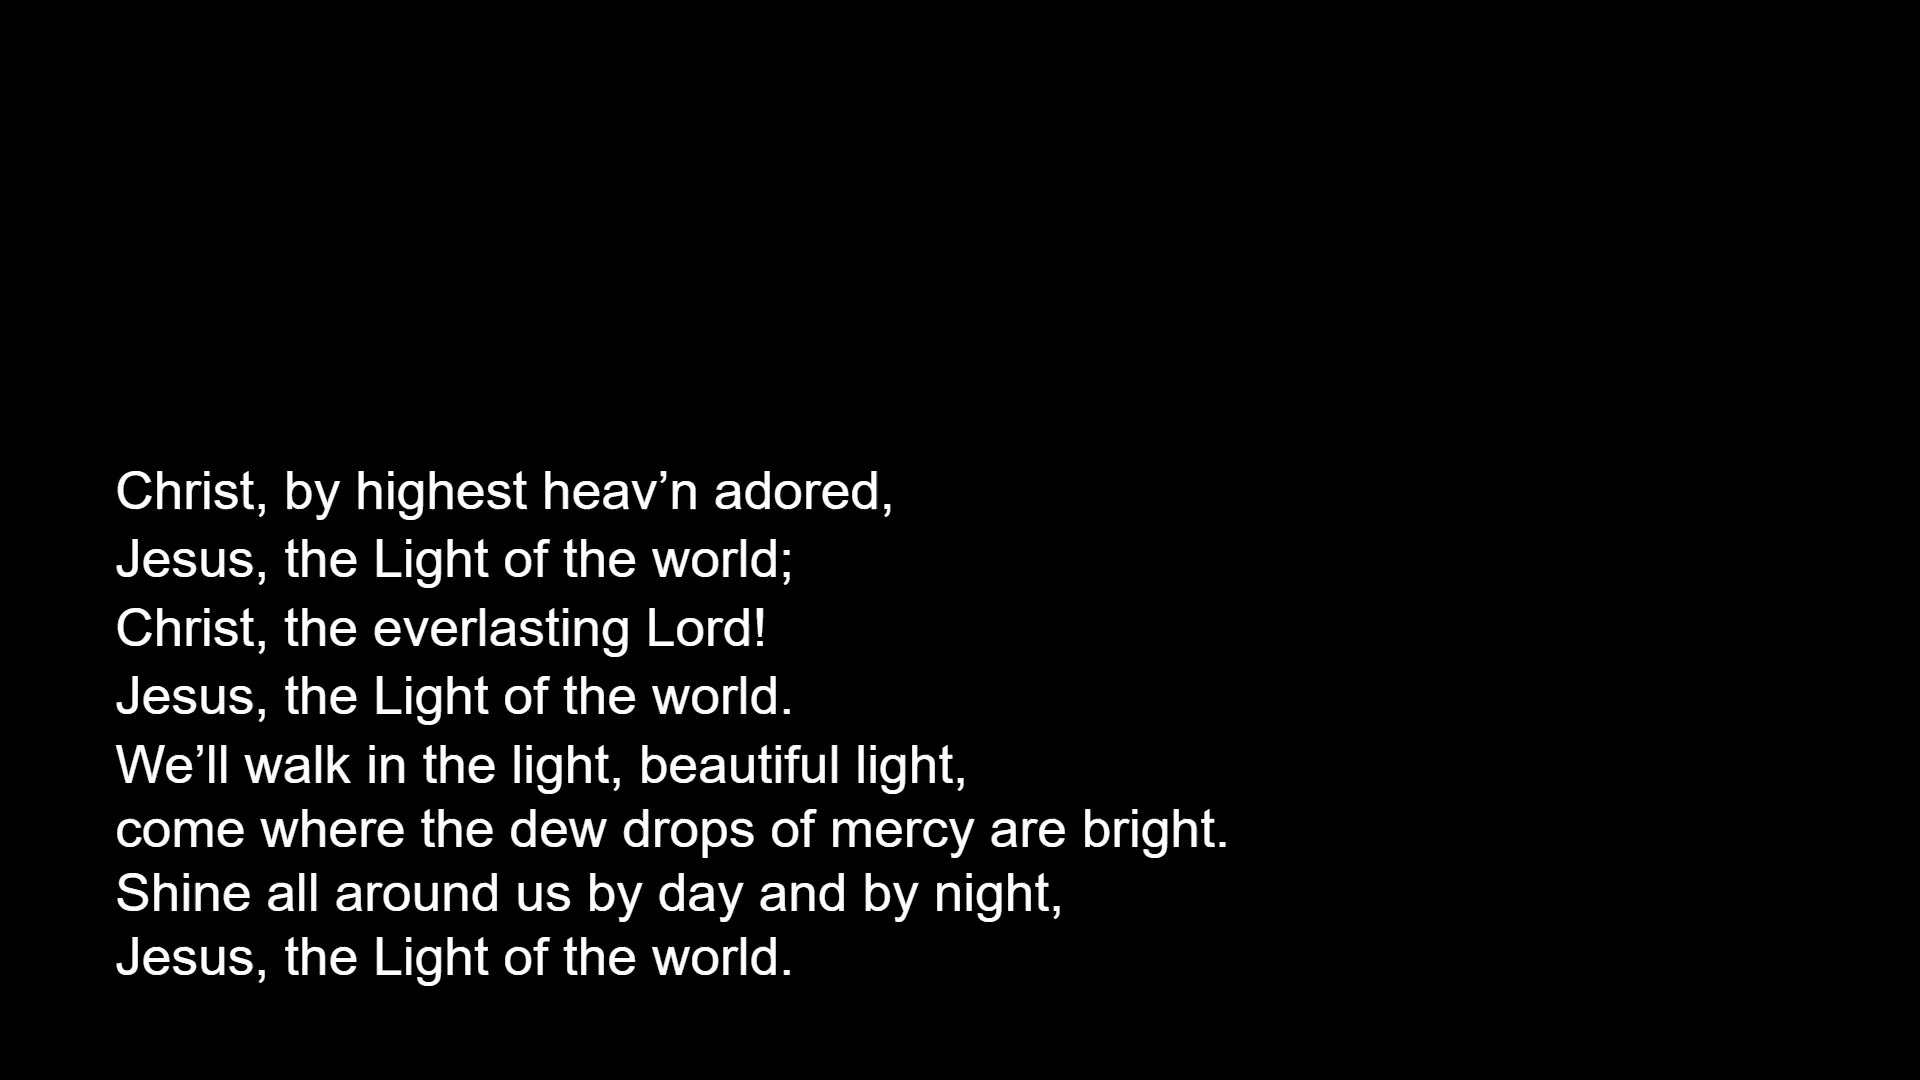 Christ, by highest heav’n adored,
Jesus, the Light of the world;
Christ, the everlasting Lord!
Jesus, the Light of the world.
We’ll walk in the light, beautiful light,
come where the dew drops of mercy are bright.
Shine all around us by day and by night,
Jesus, the Light of the world.